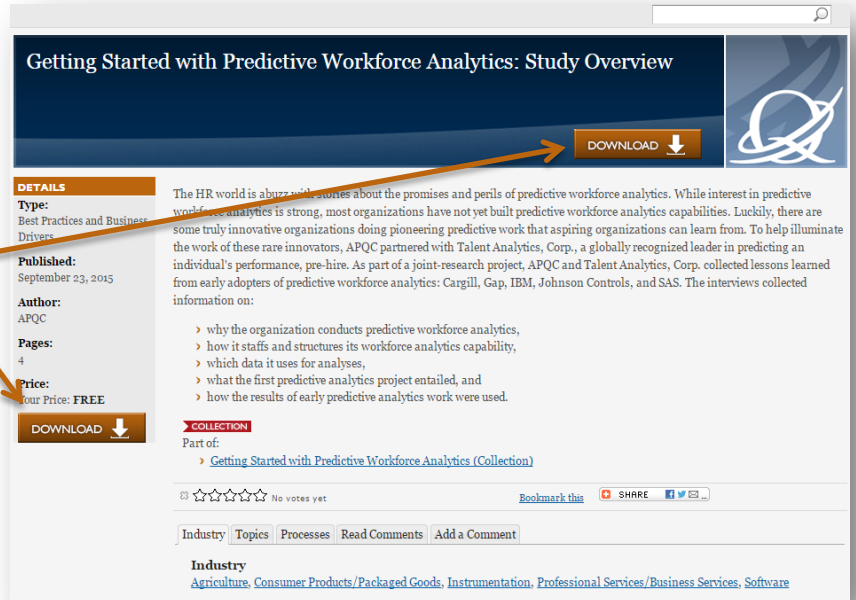 Getting Started with Predictive Workforce Analytics: Study Overview
DOWNLOAD
DETAILS
Type:
Best Practices and Business
Drivers
Published:
September 23, 2015
Author:
APQC
Pages:
4
Price:
Your Price: FREE
DOWNLOAD
The HR world is abuzz with stories about the promises and perils of predictive workforce analytics. While interest in predictive
workforce analytics is strong, most organizations have not yet built predictive workforce analytics capabilities. Luckily, there are
some truly innovative organizations doing pioneering predictive work that aspiring organizations can learn from. To help illuminate
the work of these rare innovators, APQC partnered with Talent Analytics, Corp., a globally recognized leader in predicting an
individual's performance, pre-hire. As part of a joint-research project, APQC and Talent Analytics, Corp. collected lessons learned
from early adopters of predictive workforce analytics: Cargill, Gap, IBM, Johnson Controls, and SAS. The interviews collected
information on:
why the organization conducts predictive workforce analytics,
how it staffs and structures its workforce analytics capability,
which data it uses for analyses,
what the first predictive analytics project entailed, and
how the results of early predictive analytics work were used.
COLLECTION
Part of:
Getting Started with Predictive Workforce Analytics (Collection)
No votes yet
Bookmark this
SHARE
Industry Topics Processes Read Comments Add a Comment
Industry
Agriculture, Consumer Products/Packaged Goods, Instrumentation, Professional Services/Business Services, Software